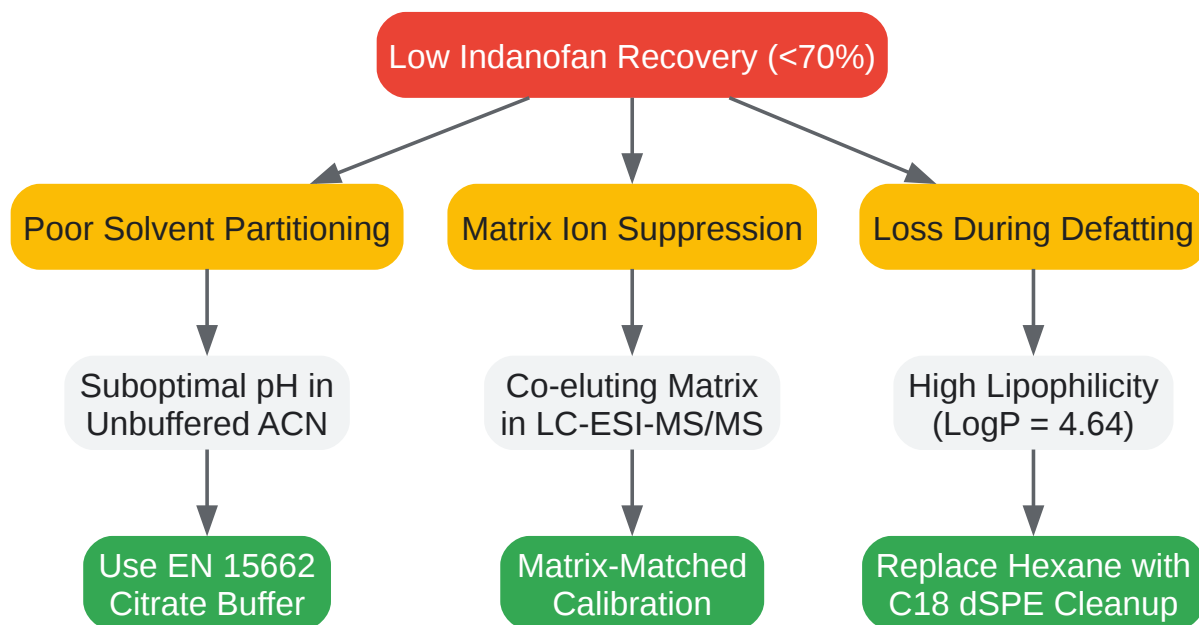 Low Indanofan Recovery (<70%)
Poor Solvent Partitioning
Matrix Ion Suppression
Loss During Defatting
Suboptimal pH in
Unbuffered ACN
Co-eluting Matrix
in LC-ESI-MS/MS
High Lipophilicity
(LogP = 4.64)
Use EN 15662
Citrate Buffer
Matrix-Matched
Calibration
Replace Hexane with
C18 dSPE Cleanup